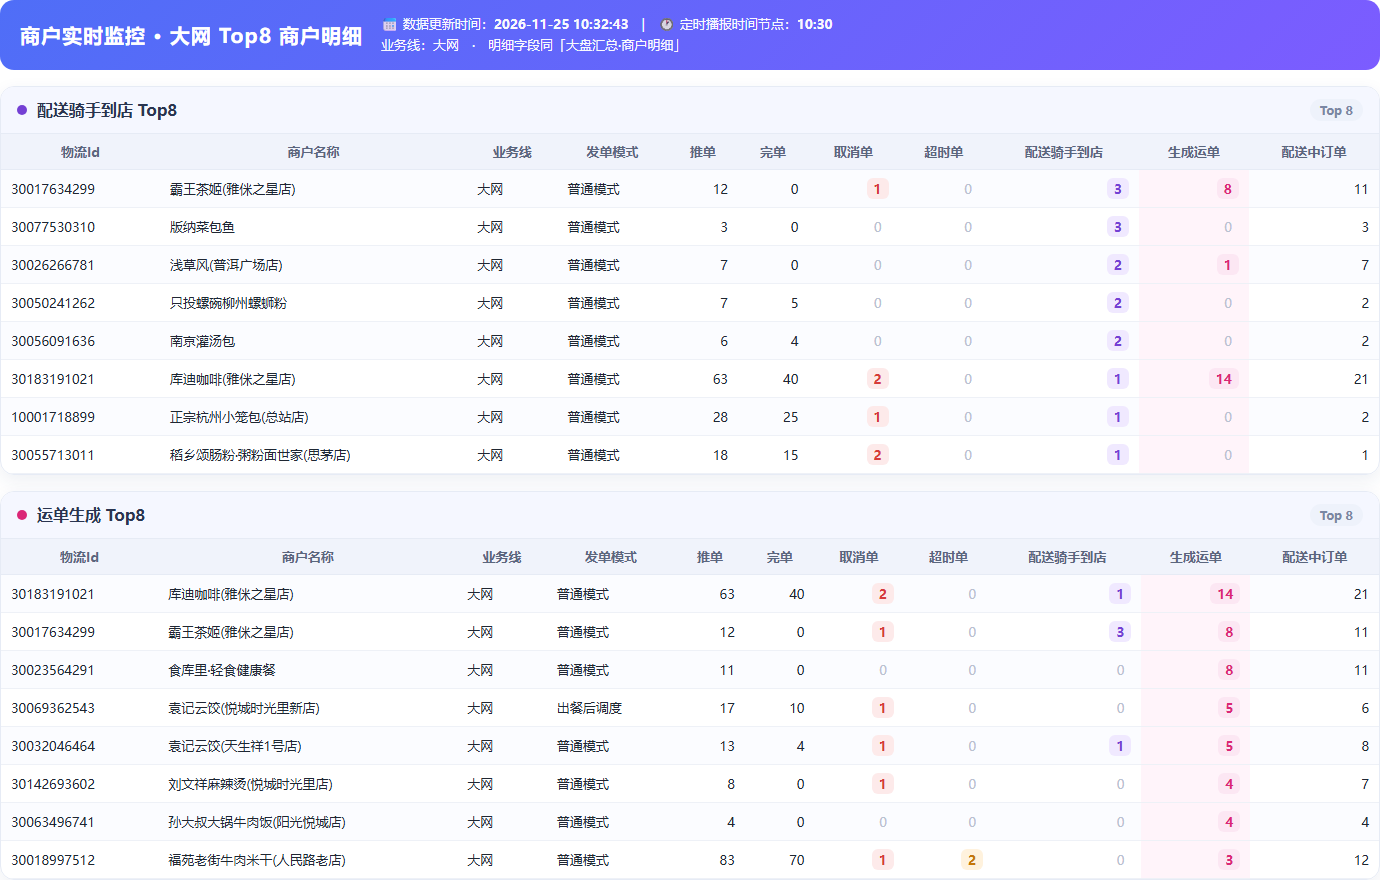 商户实时监控 • 大网 Top8 商户明细
数据更新时间：2026-11-25 10:32:43 | 定时播报时间节点：10:30
业务线：大网 · 明细字段同「大盘汇总·商户明细」
配送骑手到店 Top8 Top 8
物流Id 商户名称 业务线 发单模式 推单 完单 取消单 超时单 配送骑手到店 生成运单 配送中订单
30017634299 霸王茶姬(雅侎之星店) 大网 普通模式 12 0 1 0 3 8 11
30077530310 版纳菜包鱼 大网 普通模式 3 0 0 0 3 0 3
30026266781 浅草风(普洱广场店) 大网 普通模式 7 0 0 0 2 1 7
30050241262 只投螺碗柳州螺蛳粉 大网 普通模式 7 5 0 0 2 0 2
30056091636 南京灌汤包 大网 普通模式 6 4 0 0 2 0 2
30183191021 库迪咖啡(雅侎之星店) 大网 普通模式 63 40 2 0 1 14 21
10001718899 正宗杭州小笼包(总站店) 大网 普通模式 28 25 1 0 1 0 2
30055713011 稻乡颂肠粉·粥粉面世家(思茅店) 大网 普通模式 18 15 2 0 1 0 1
运单生成 Top8 Top 8
物流Id 商户名称 业务线 发单模式 推单 完单 取消单 超时单 配送骑手到店 生成运单 配送中订单
30183191021 库迪咖啡(雅侎之星店) 大网 普通模式 63 40 2 0 1 14 21
30017634299 霸王茶姬(雅侎之星店) 大网 普通模式 12 0 1 0 3 8 11
30023564291 食库里·轻食健康餐 大网 普通模式 11 0 0 0 0 8 11
30069362543 袁记云饺(悦城时光里新店) 大网 出餐后调度 17 10 1 0 0 5 6
30032046464 袁记云饺(天生祥1号店) 大网 普通模式 13 4 1 0 1 5 8
30142693602 刘文祥麻辣烫(悦城时光里店) 大网 普通模式 8 0 1 0 0 4 7
30063496741 孙大叔大锅牛肉饭(阳光悦城店) 大网 普通模式 4 0 0 0 0 4 4
30018997512 福苑老街牛肉米干(人民路老店) 大网 普通模式 83 70 1 2 0 3 12